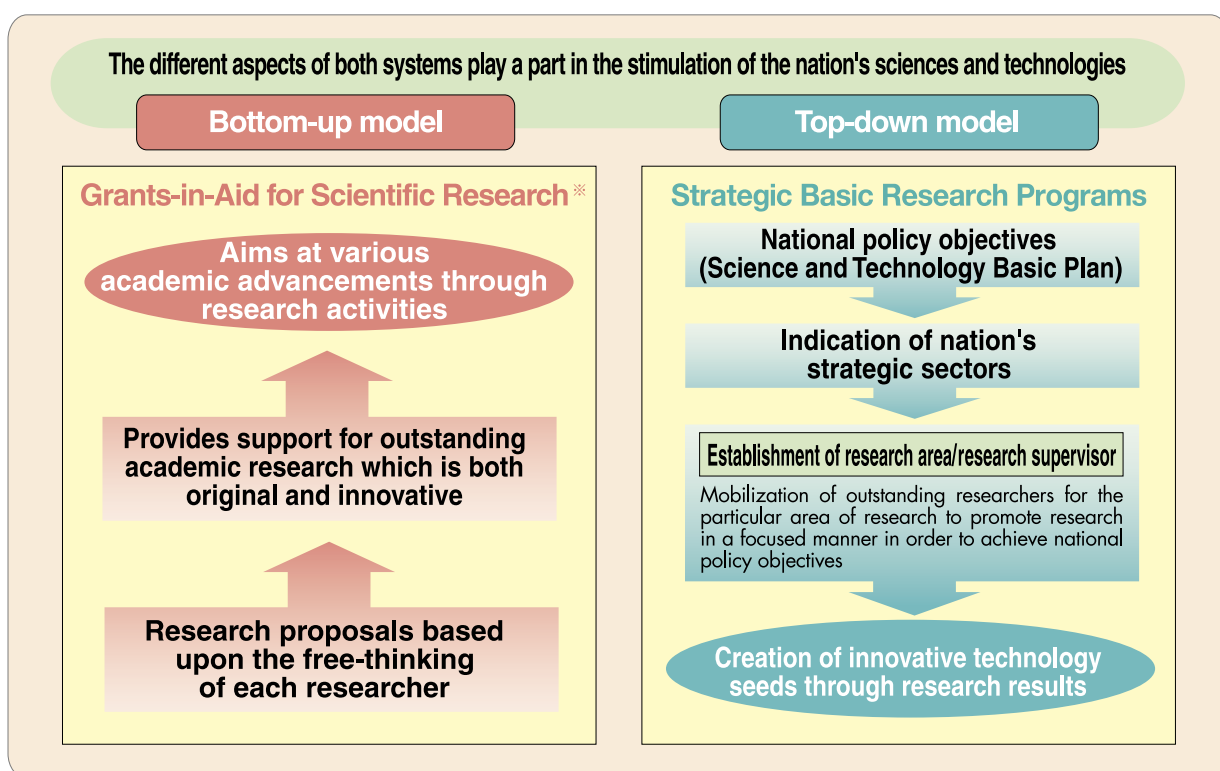 The different aspects of both systems play a part in the stimulation of the nation's sciences and technologies
Bottom-up model
Grants-in-Aid for Scientific Research※
Aims at various
academic advancements through
research activities
Provides support for outstanding
academic research which is both
original and innovative
Research proposals based
upon the free-thinking
of each researcher
Top-down model
Strategic Basic Research Programs
National policy objectives
(Science and Technology Basic Plan)
Indication of nation's
strategic sectors
Establishment of research area/research supervisor
Mobilization of outstanding researchers for the
particular area of research to promote research
in a focused manner in order to achieve national
policy objectives
Creation of innovative technology
seeds through research results